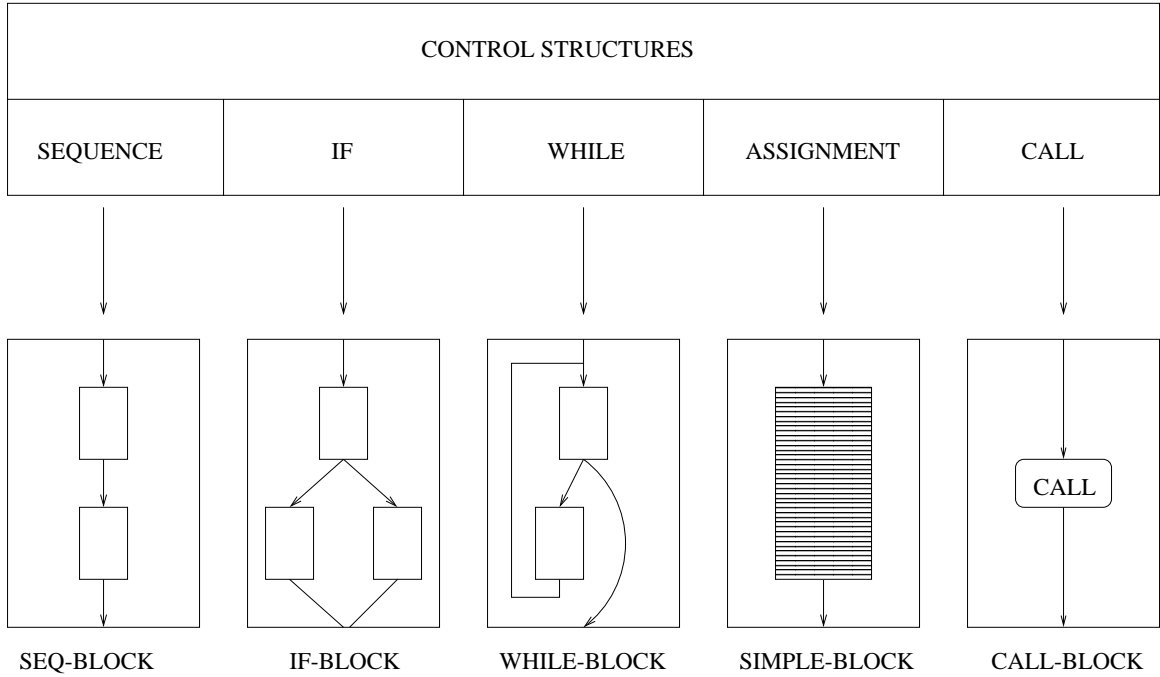 CONTROL STRUCTURES
SEQUENCE IF WHILE ASSIGNMENT CALL
CALL
SEQ-BLOCK IF-BLOCK WHILE-BLOCK SIMPLE-BLOCK CALL-BLOCK